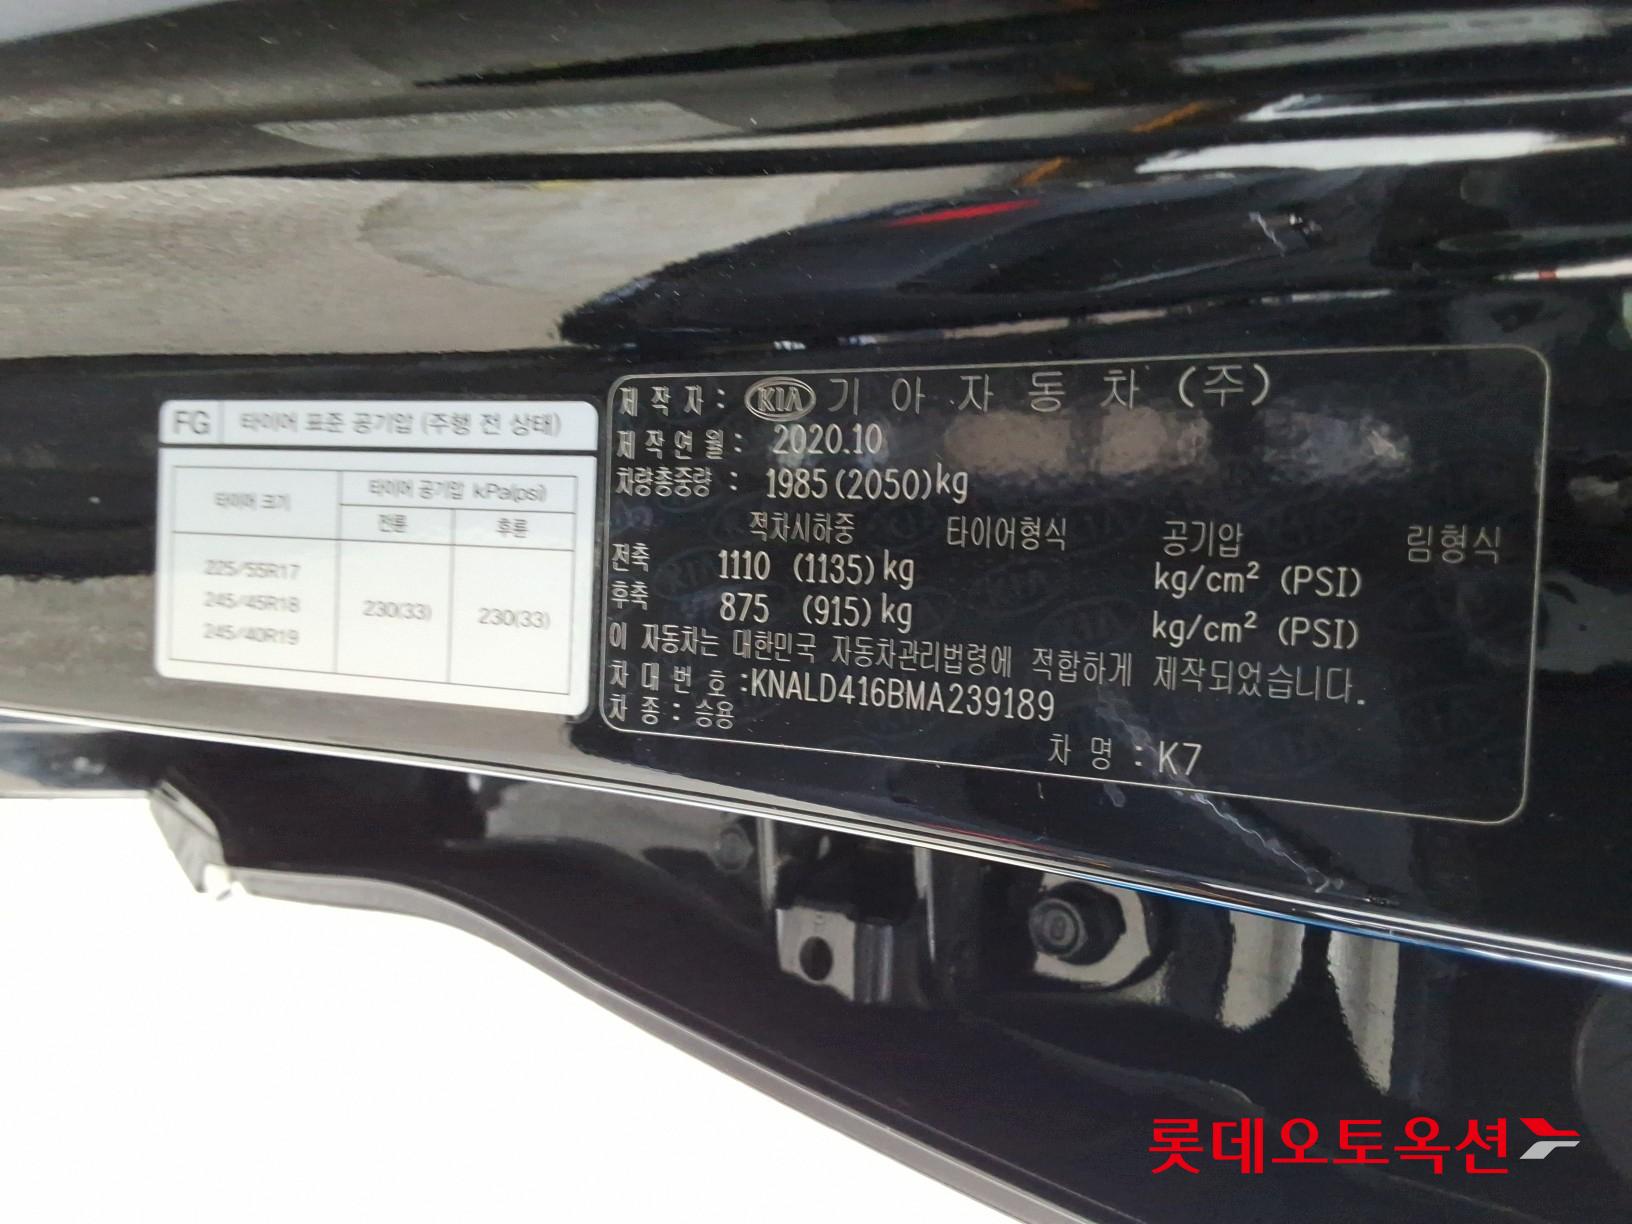 FG 타이어 표준 공기압 (주행 전 상태)
타이어 크기 타이어 공기압 kPa(psi)
전륜 후륜
225/55R17
245/45R18 230(33) 230(33)
245/40R19
제작자 : KIA 기아자동차(주)
제작연월 : 2020.10
차량총중량 : 1985(2050)kg
적차시하중 타이어형식 공기압 림형식
전축 1110 (1135)kg kg/cm² (PSI)
후축 875 (915)kg kg/cm² (PSI)
이 자동차는 대한민국 자동차관리법령에 적합하게 제작되었습니다.
차대번호 : KNALD416BMA239189
차종 : 승용
차명 : K7
롯데오토옥션